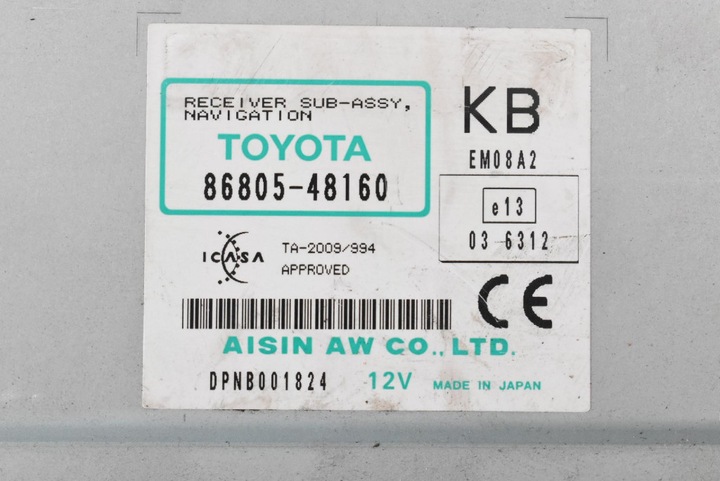 RECEIVER SUB-ASSY,
NAVIGATION
TOYOTA
86805-48160
KB
EM08A2
e13
03 6312
ICASA
TA-2009/994
APPROVED
CE
AISIN AW CO., LTD.
DPNB001824 12V MADE IN JAPAN